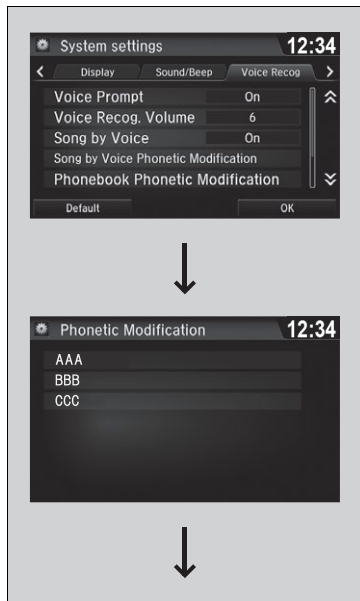 System settings 12:34
Display Sound/Beep Voice Recog
Voice Prompt On
Voice Recog. Volume 6
Song by Voice On
Song by Voice Phonetic Modification
Phonebook Phonetic Modification
Default OK
Phonetic Modification 12:34
AAA
BBB
CCC